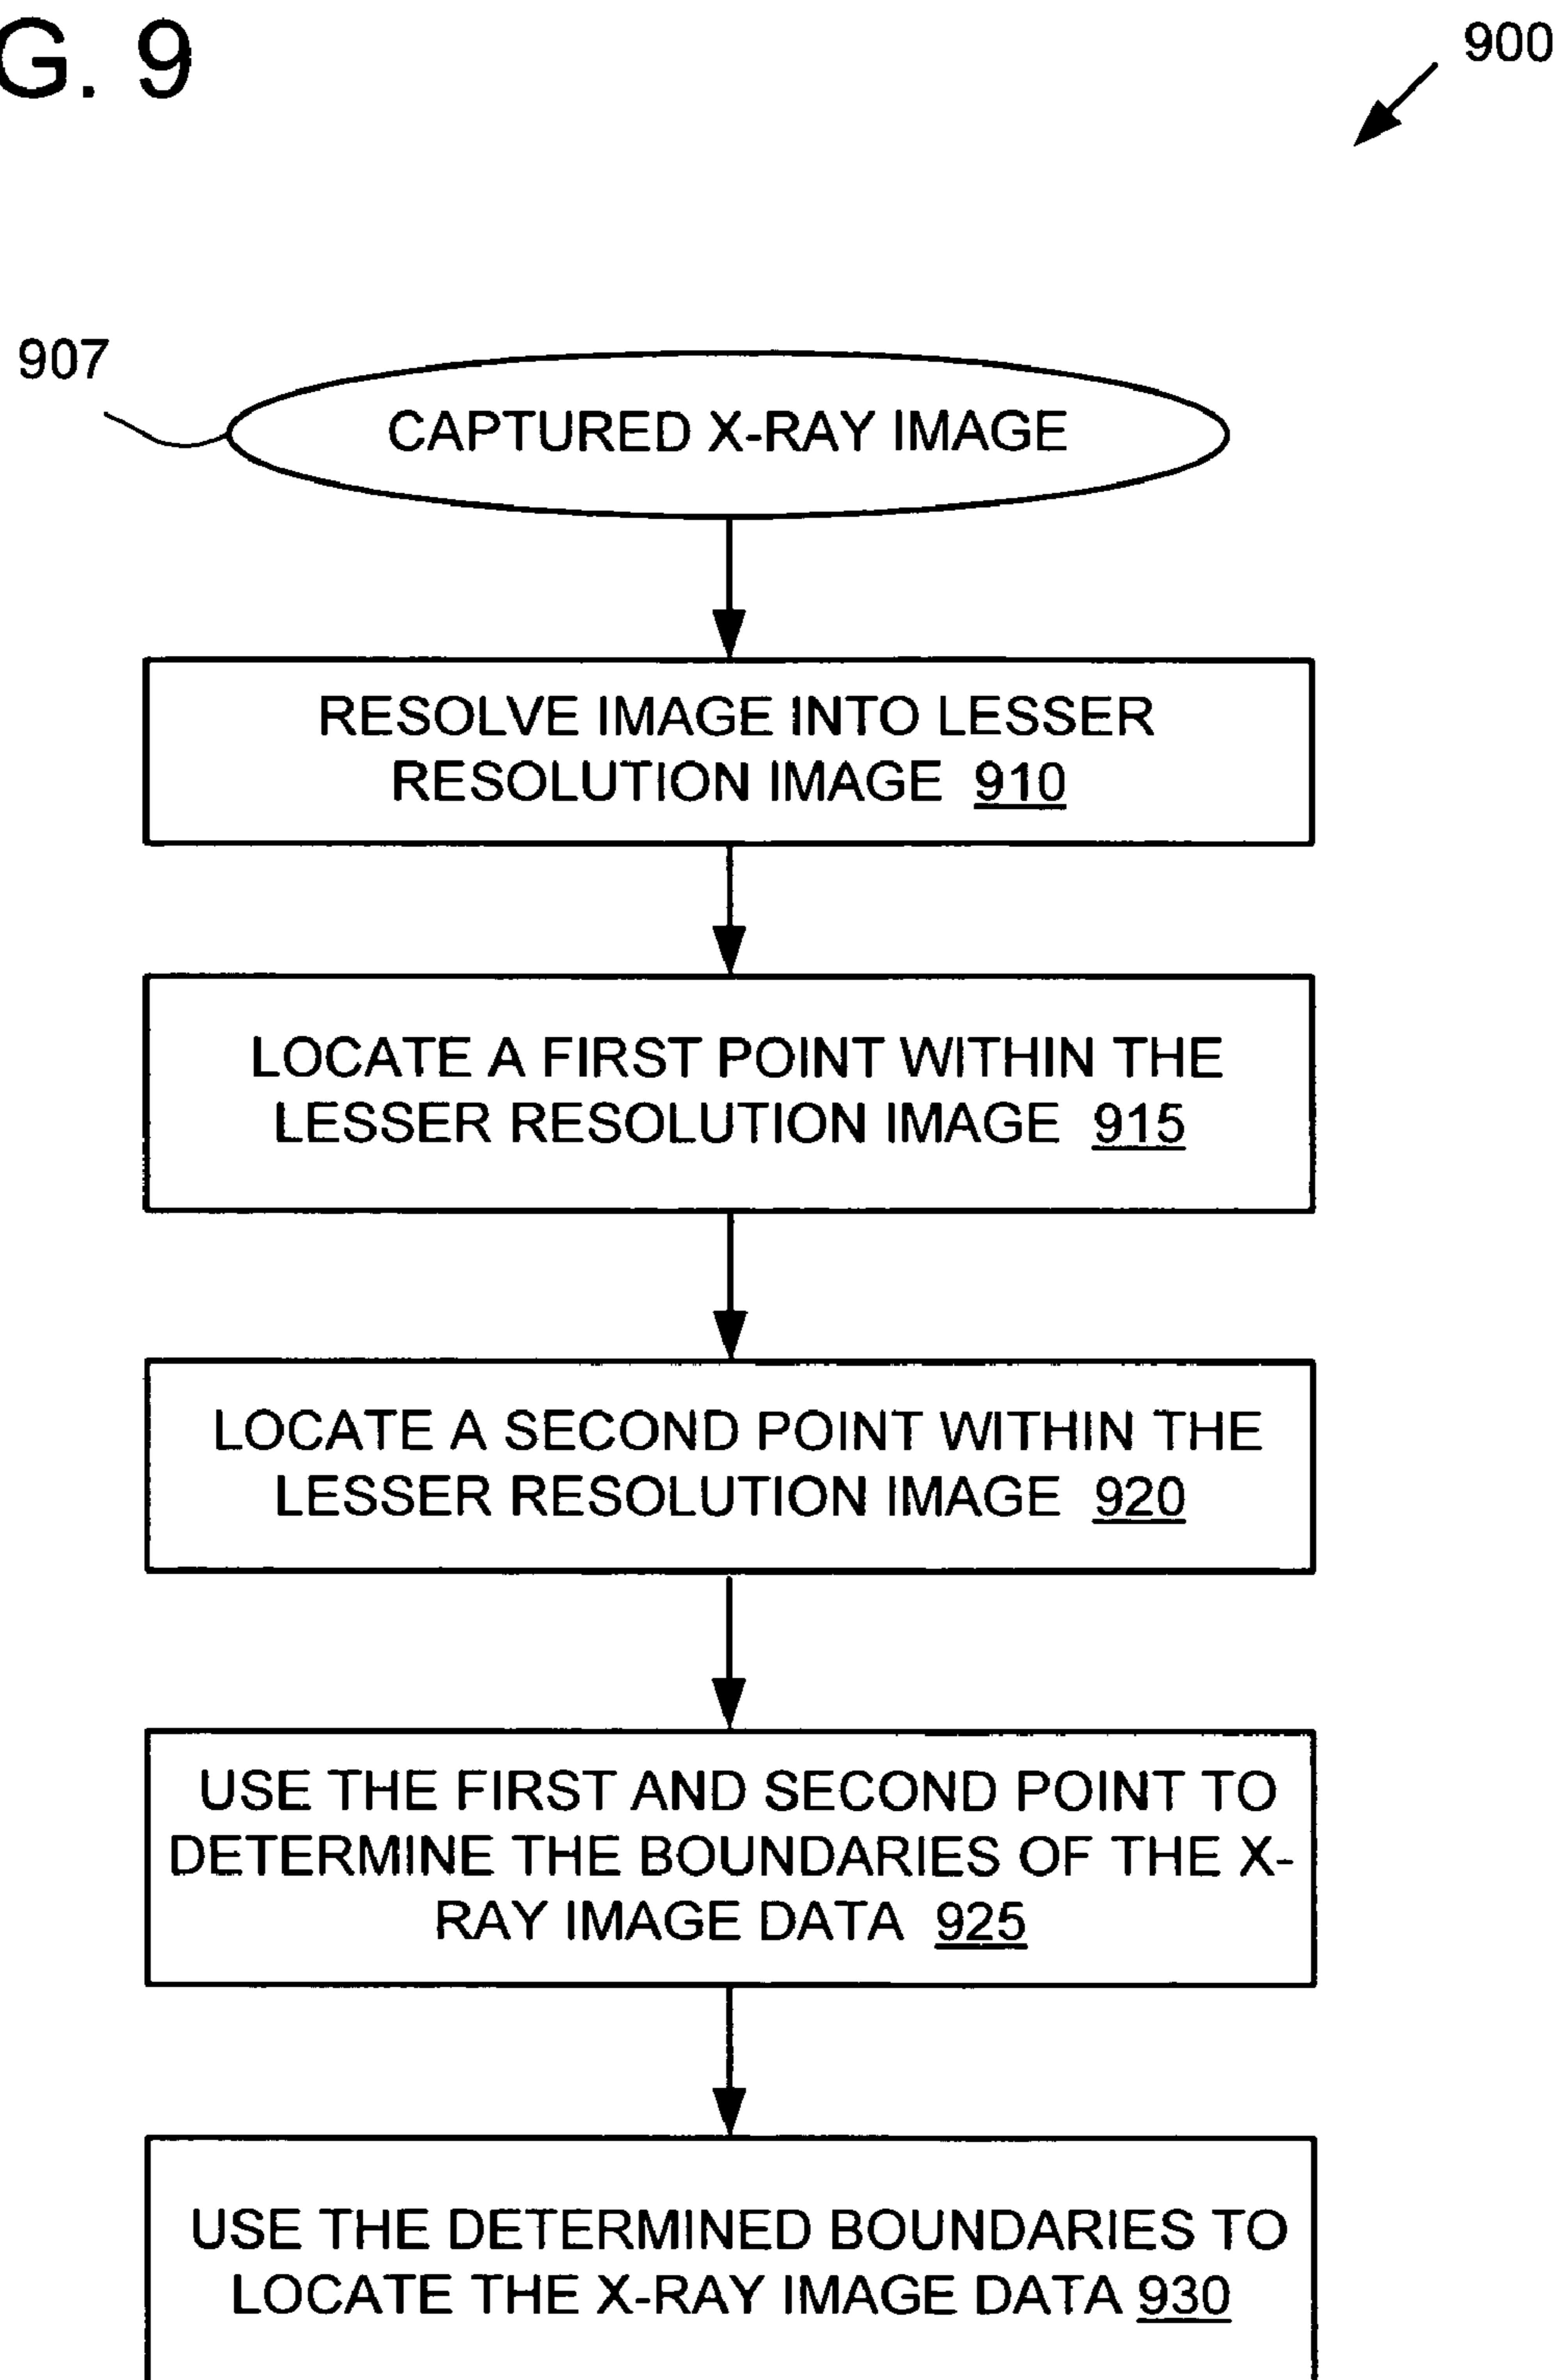 G. 9
900
907
CAPTURED X-RAY IMAGE
RESOLVE IMAGE INTO LESSER
RESOLUTION IMAGE 910
LOCATE A FIRST POINT WITHIN THE
LESSER RESOLUTION IMAGE 915
LOCATE A SECOND POINT WITHIN THE
LESSER RESOLUTION IMAGE 920
USE THE FIRST AND SECOND POINT TO
DETERMINE THE BOUNDARIES OF THE X-
RAY IMAGE DATA 925
USE THE DETERMINED BOUNDARIES TO
LOCATE THE X-RAY IMAGE DATA 930